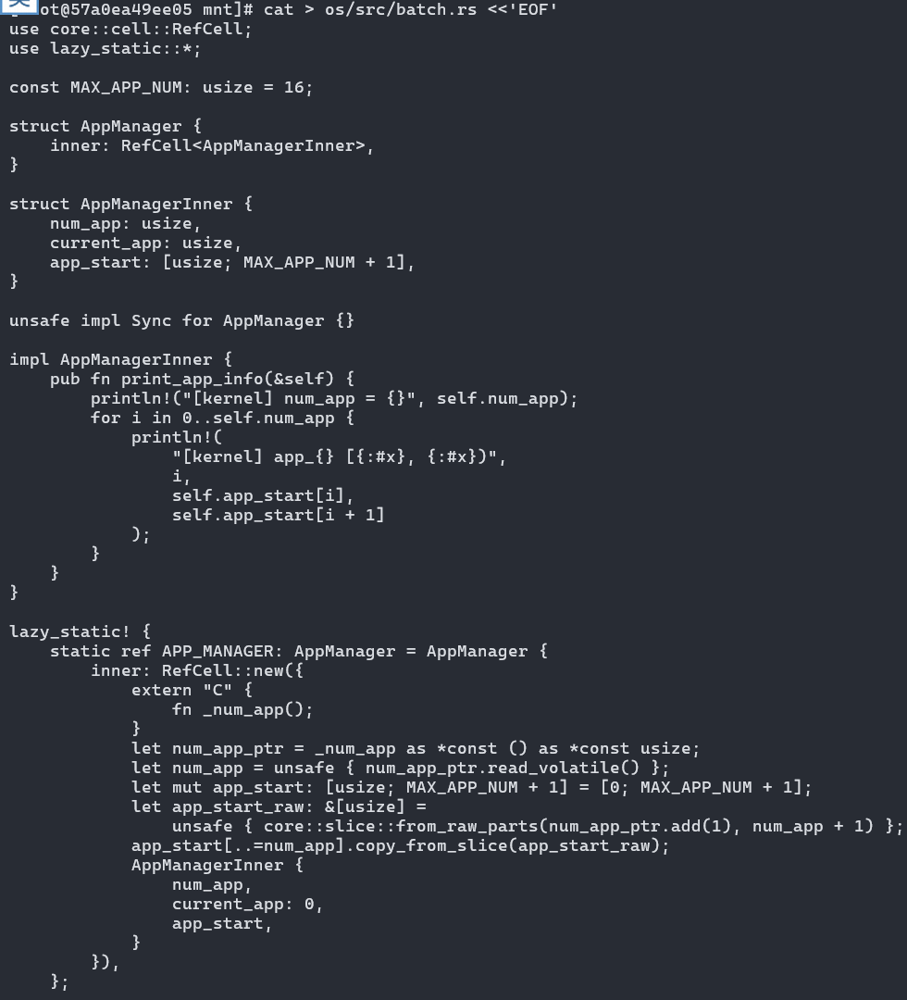 ot@57a0ea49ee05 mnt]# cat > os/src/batch.rs <<'EOF'
use core::cell::RefCell;
use lazy_static::*;

const MAX_APP_NUM: usize = 16;

struct AppManager {
    inner: RefCell<AppManagerInner>,
}

struct AppManagerInner {
    num_app: usize,
    current_app: usize,
    app_start: [usize; MAX_APP_NUM + 1],
}

unsafe impl Sync for AppManager {}

impl AppManagerInner {
    pub fn print_app_info(&self) {
        println!("[kernel] num_app = {}", self.num_app);
        for i in 0..self.num_app {
            println!(
                "[kernel] app_{} [{:#x}, {:#x})",
                i,
                self.app_start[i],
                self.app_start[i + 1]
            );
        }
    }
}

lazy_static! {
    static ref APP_MANAGER: AppManager = AppManager {
        inner: RefCell::new({
            extern "C" {
                fn _num_app();
            }
            let num_app_ptr = _num_app as *const () as *const usize;
            let num_app = unsafe { num_app_ptr.read_volatile() };
            let mut app_start: [usize; MAX_APP_NUM + 1] = [0; MAX_APP_NUM + 1];
            let app_start_raw: &[usize] =
                unsafe { core::slice::from_raw_parts(num_app_ptr.add(1), num_app + 1) };
            app_start[..=num_app].copy_from_slice(app_start_raw);
            AppManagerInner {
                num_app,
                current_app: 0,
                app_start,
            }
        }),
    };